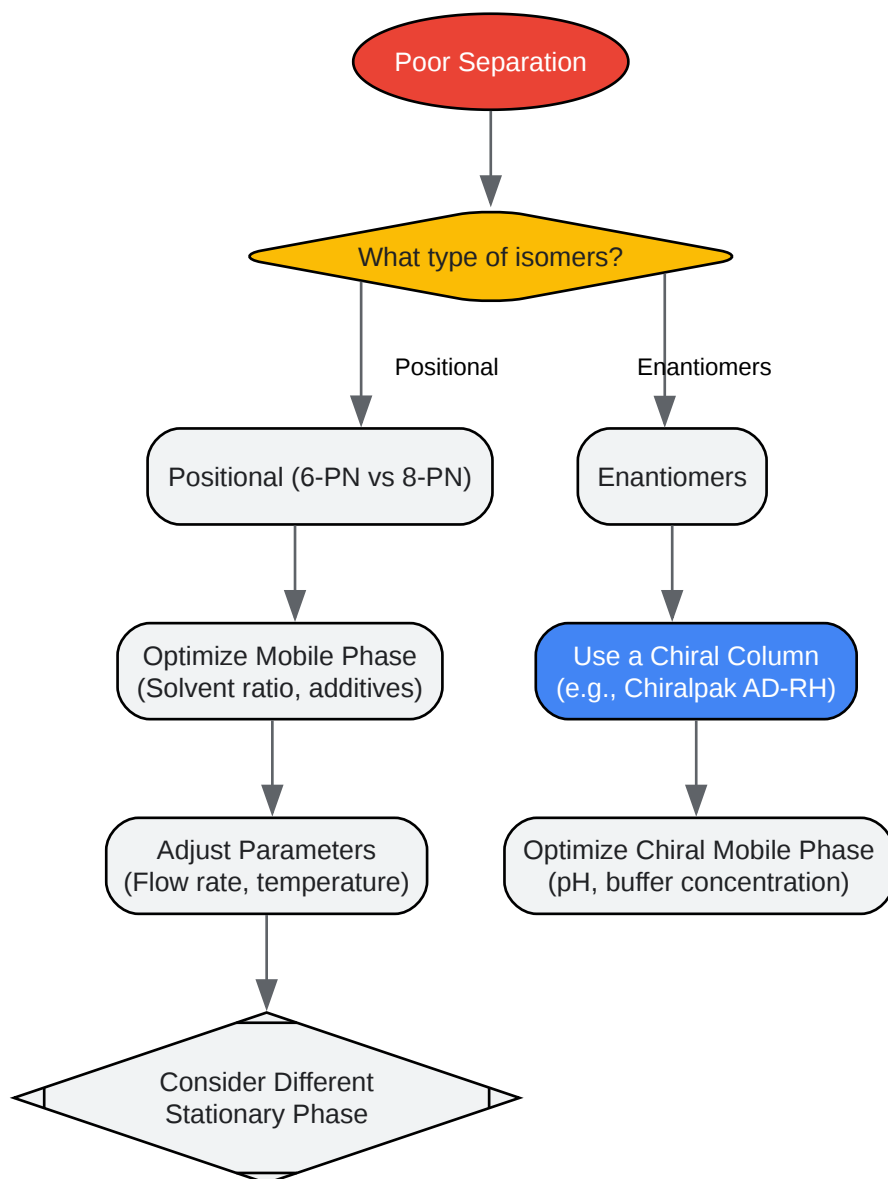 Poor Separation
What type of isomers?
Positional
Enantiomers
Positional (6-PN vs 8-PN)
Enantiomers
Optimize Mobile Phase
(Solvent ratio, additives)
Use a Chiral Column
(e.g., Chiralpak AD-RH)
Adjust Parameters
(Flow rate, temperature)
Optimize Chiral Mobile Phase
(pH, buffer concentration)
Consider Different
Stationary Phase